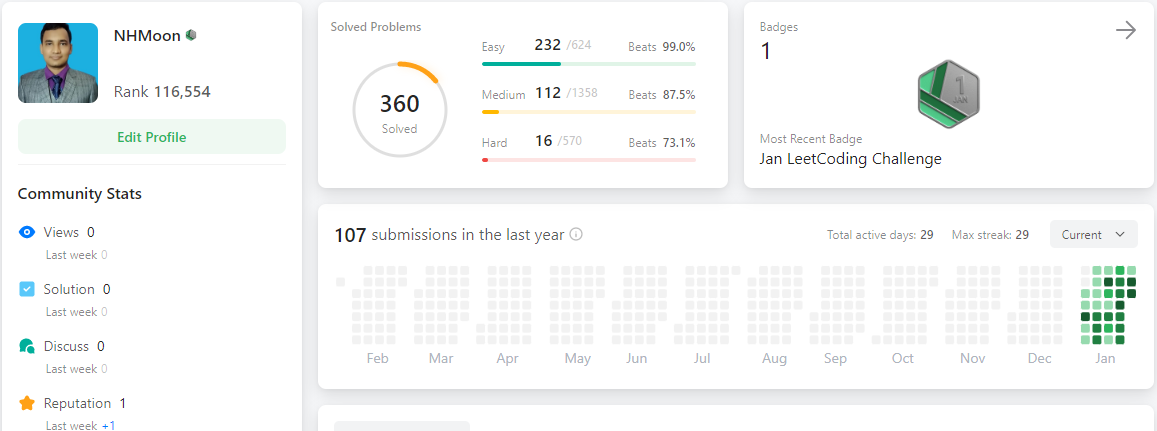 NHMoon
Rank 116,554
Edit Profile
Community Stats
Views 0
Last week 0
Solution 0
Last week 0
Discuss 0
Last week 0
Reputation 1
Last week +1
Solved Problems
360
Solved
Easy 232 /624 Beats 99.0%
Medium 112 /1358 Beats 87.5%
Hard 16 /570 Beats 73.1%
Badges
1
1
JAN
Most Recent Badge
Jan LeetCoding Challenge
107 submissions in the last year
Total active days: 29 Max streak: 29 Current
Feb Mar Apr May Jun Jul Aug Sep Oct Nov Dec Jan